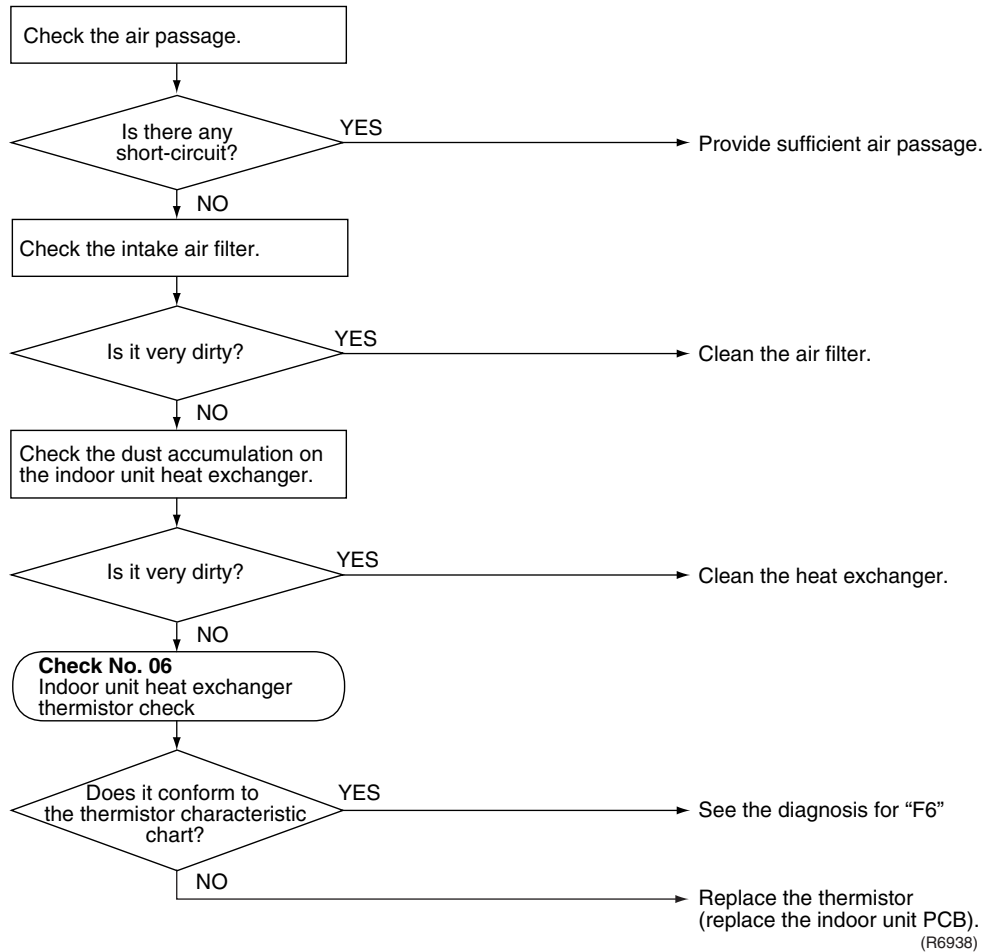 Check the air passage.
Is there any
short-circuit?
YES
Provide sufficient air passage.
NO
Check the intake air filter.
Is it very dirty?
YES
Clean the air filter.
NO
Check the dust accumulation on
the indoor unit heat exchanger.
Is it very dirty?
YES
Clean the heat exchanger.
NO
Check No. 06
Indoor unit heat exchanger
thermistor check
Does it conform to
the thermistor characteristic
chart?
YES
See the diagnosis for “F6”
NO
Replace the thermistor
(replace the indoor unit PCB).
(R6938)